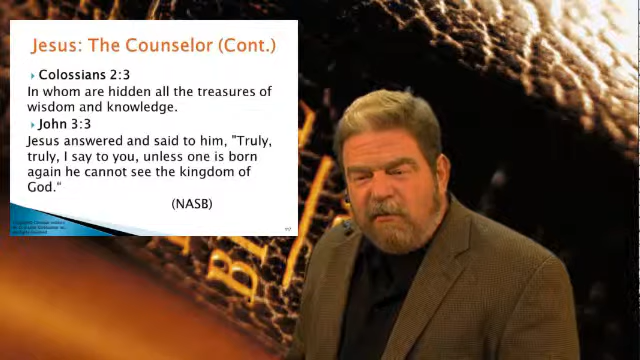 Jesus: The Counselor (Cont.)
Colossians 2:3
In whom are hidden all the treasures of
wisdom and knowledge.
John 3:3
Jesus answered and said to him, "Truly,
truly, I say to you, unless one is born
again he cannot see the kingdom of
God."
(NASB)